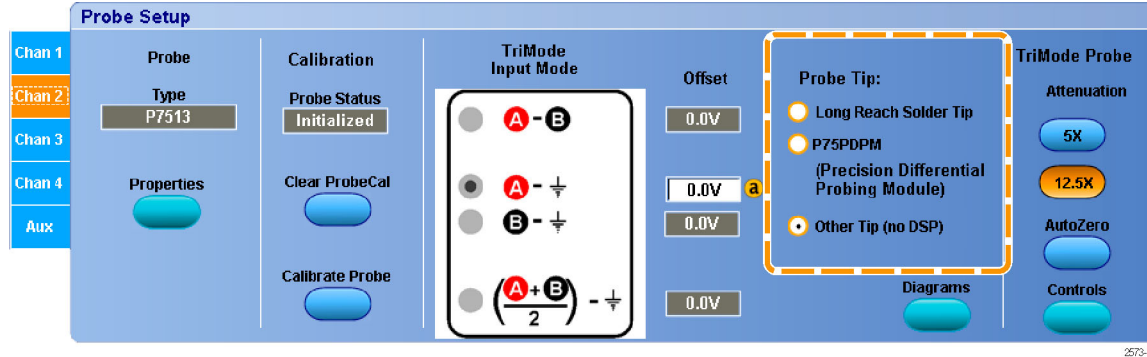 Probe Setup
Chan 1
Chan 2
Chan 3
Chan 4
Aux
Probe
Type
P7513
Properties
Calibration
Probe Status
Initialized
Clear ProbeCal
Calibrate Probe
TriMode
Input Mode
A - B
A -
B -
(A + B / 2) -
Offset
0.0V
0.0V a
0.0V
0.0V
Probe Tip:
Long Reach Solder Tip
P75PDPM
(Precision Differential
Probing Module)
Other Tip (no DSP)
Diagrams
TriMode Probe
Attenuation
5X
12.5X
AutoZero
Controls
2573-